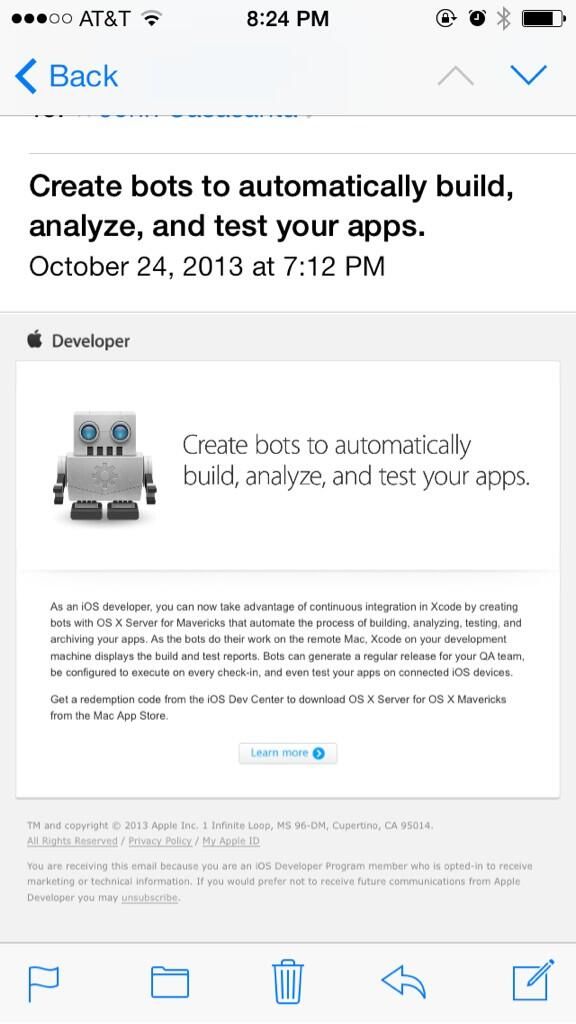 AT&T 8:24 PM
Back
Create bots to automatically build,
analyze, and test your apps.
October 24, 2013 at 7:12 PM
Developer
Create bots to automatically
build, analyze, and test your apps.
As an iOS developer, you can now take advantage of continuous integration in Xcode by creating
bots with OS X Server for Mavericks that automate the process of building, analyzing, testing, and
archiving your apps. As the bots do their work on the remote Mac, Xcode on your development
machine displays the build and test reports. Bots can generate a regular release for your QA team,
be configured to execute on every check-in, and even test your apps on connected iOS devices.
Get a redemption code from the iOS Dev Center to download OS X Server for OS X Mavericks
from the Mac App Store.
Learn more
TM and copyright © 2013 Apple Inc. 1 Infinite Loop, MS 96-DM, Cupertino, CA 95014.
All Rights Reserved / Privacy Policy / My Apple ID
You are receiving this email because you are an iOS Developer Program member who is opted-in to receive
marketing or technical information. If you would prefer not to receive future communications from Apple
Developer you may unsubscribe.